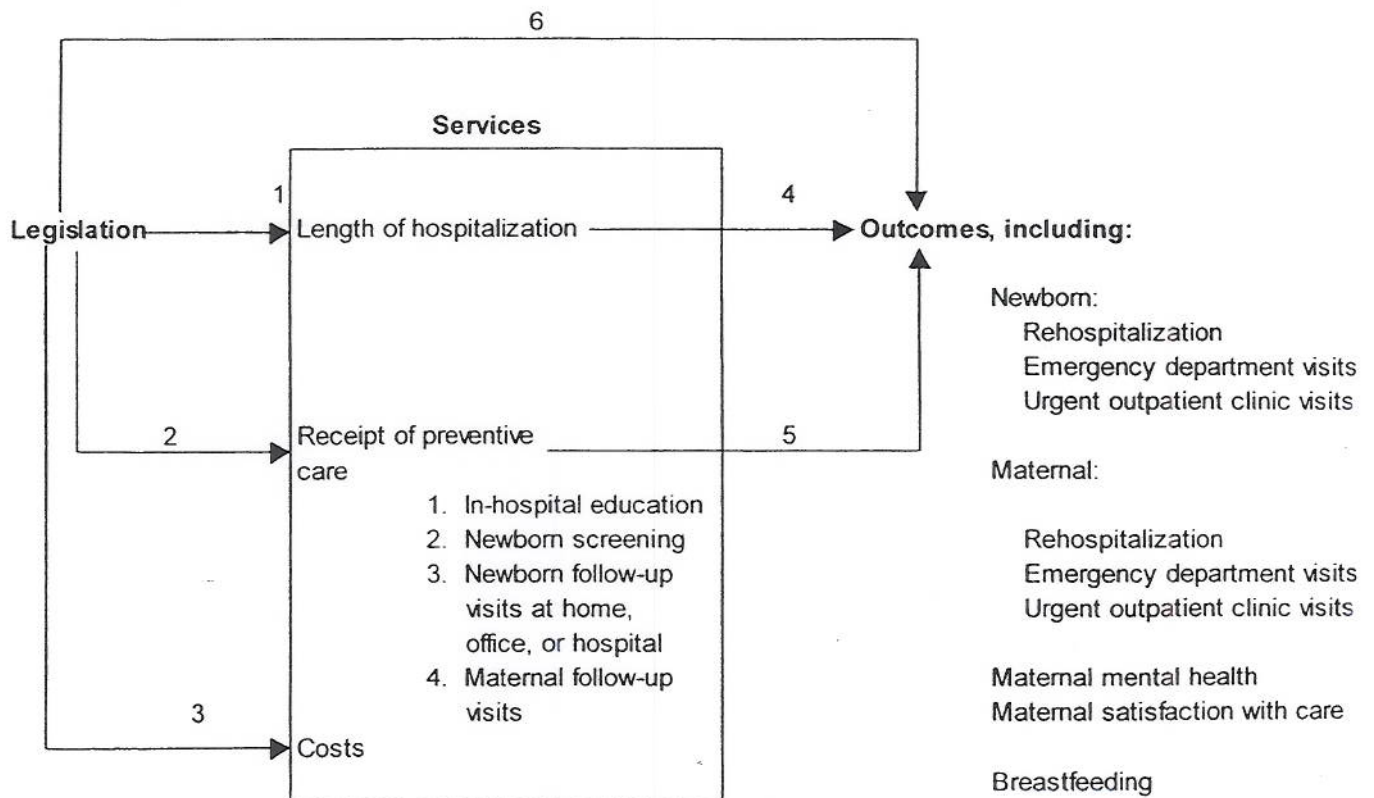 6
Services
1
4
Legislation
Length of hospitalization
Outcomes, including:
Newborn:
Rehospitalization
Emergency department visits
Urgent outpatient clinic visits
2
Receipt of preventive
care
5
1. In-hospital education
2. Newborn screening
3. Newborn follow-up
visits at home,
office, or hospital
4. Maternal follow-up
visits
Maternal:
Rehospitalization
Emergency department visits
Urgent outpatient clinic visits
Maternal mental health
Maternal satisfaction with care
3
Costs
Breastfeeding